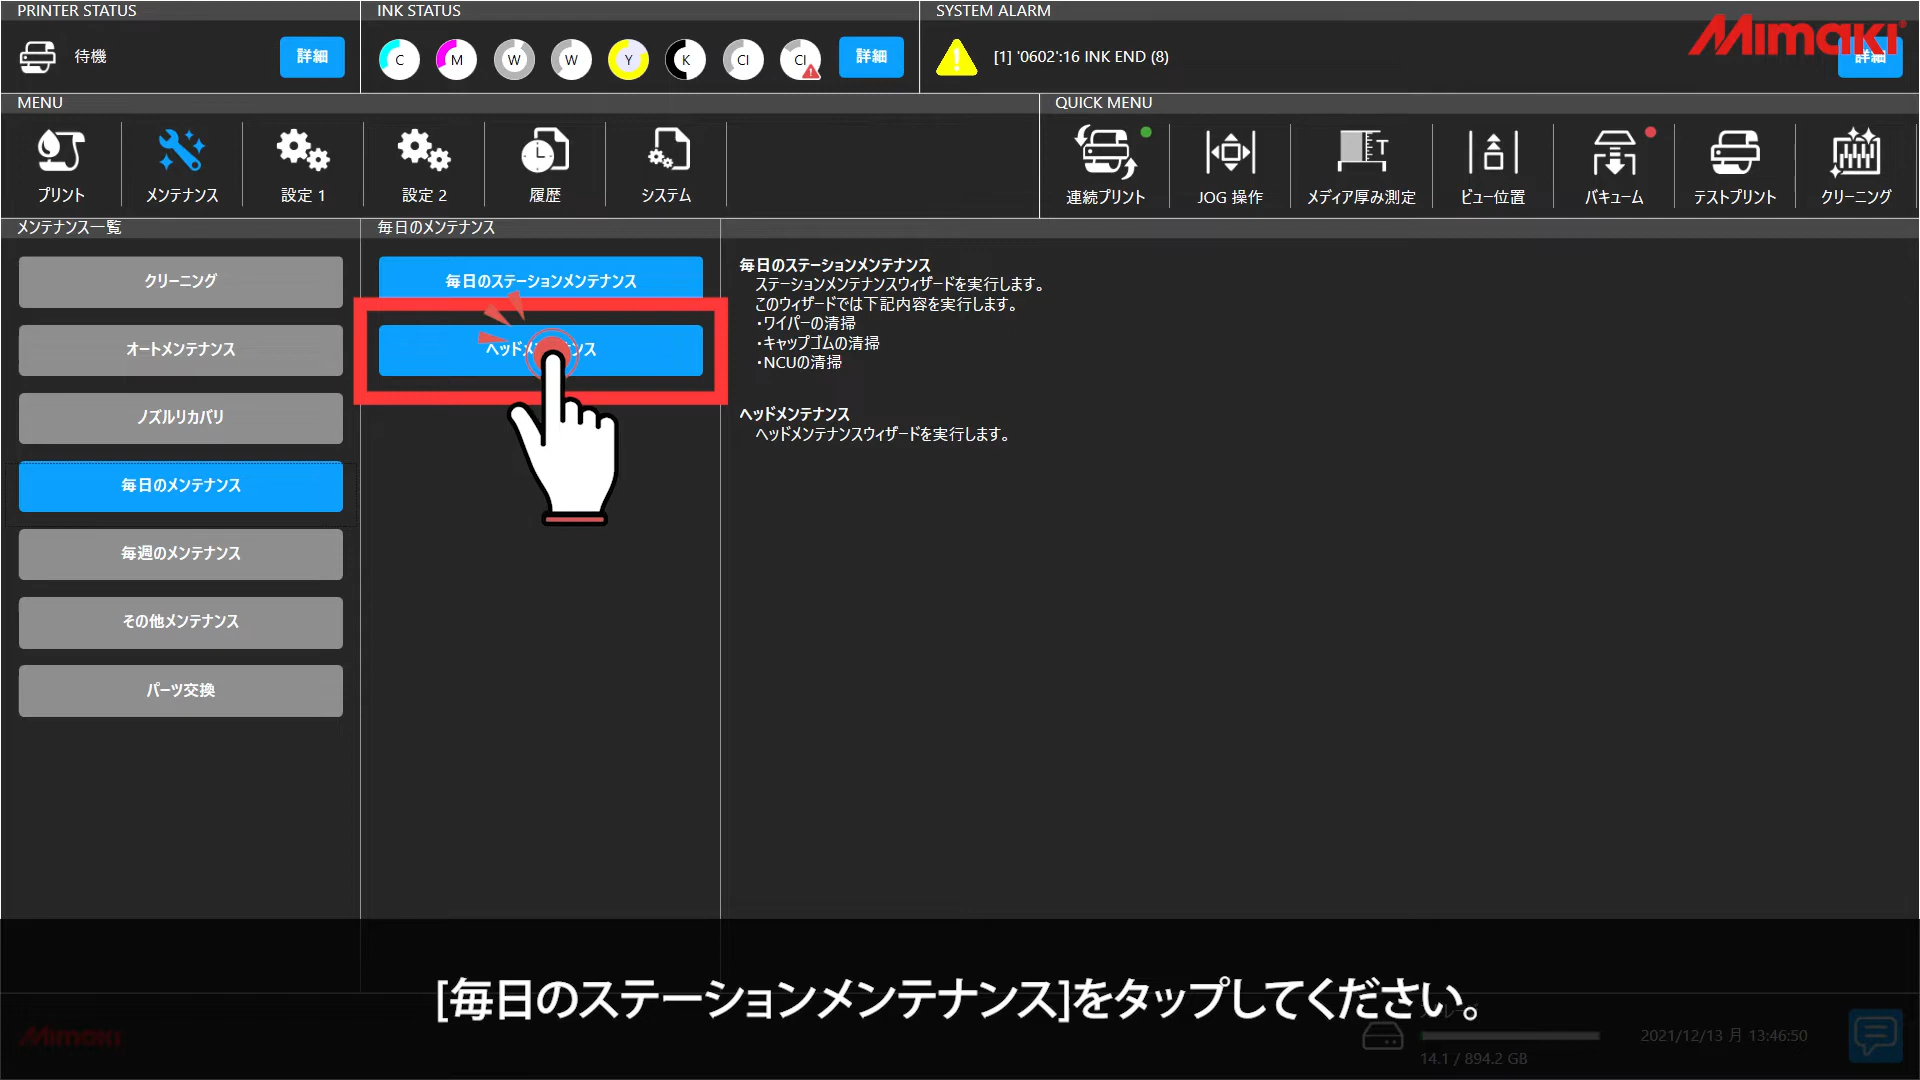 PRINTER STATUS
待機
詳細
INK STATUS
C
M
W
W
Y
K
Cl
Cl
詳細
SYSTEM ALARM
[1] '0602':16 INK END (8)
詳細
Mimaki
MENU
プリント
メンテナンス
設定 1
設定 2
履歴
システム
QUICK MENU
連続プリント
JOG 操作
T
メディア厚み測定
ビュー位置
バキューム
テストプリント
クリーニング
メンテナンス一覧
クリーニング
オートメンテナンス
ノズルリカバリ
毎日のメンテナンス
毎週のメンテナンス
その他メンテナンス
パーツ交換
毎日のメンテナンス
毎日のステーションメンテナンス
毎日のステーションメンテナンス
ステーションメンテナンスウィザードを実行します。
このウィザードでは下記内容を実行します。
・ワイパーの清掃
・キャップゴムの清掃
・NCUの清掃
ヘッドメンテナンス
ヘッドメンテナンスウィザードを実行します。
[毎日のステーションメンテナンス]をタップしてください。
Mimaki
14.1 / 894.2 GB
2021/12/13 月 13:46:50